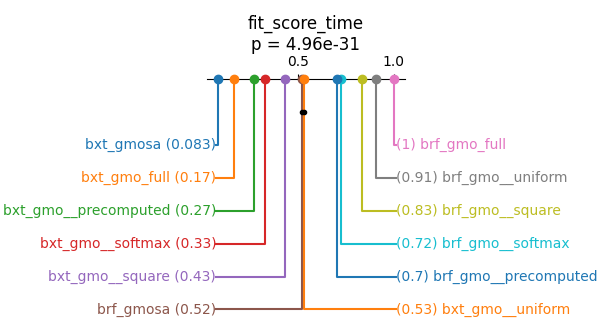 fit_score_time
p = 4.96e-31
0.5 1.0
bxt_gmosa (0.083) (1) brf_gmo_full
bxt_gmo_full (0.17) (0.91) brf_gmo__uniform
bxt_gmo__precomputed (0.27) (0.83) brf_gmo__square
bxt_gmo__softmax (0.33) (0.72) brf_gmo__softmax
bxt_gmo__square (0.43) (0.7) brf_gmo__precomputed
brf_gmosa (0.52) (0.53) bxt_gmo__uniform